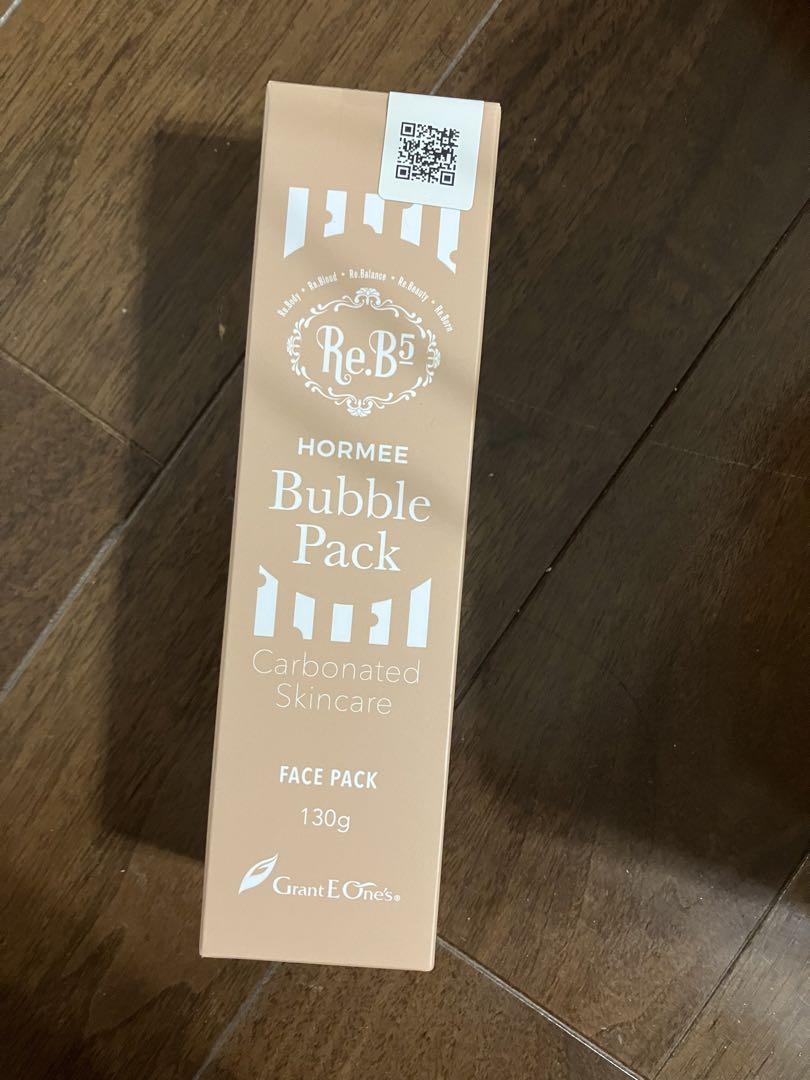 Re.Body • Re.Blood • Re.Balance • Re.Beauty • Re.Born
Re.B5
HORMEE
Bubble
Pack
Carbonated
Skincare
FACE PACK
130g
Grant E One's®